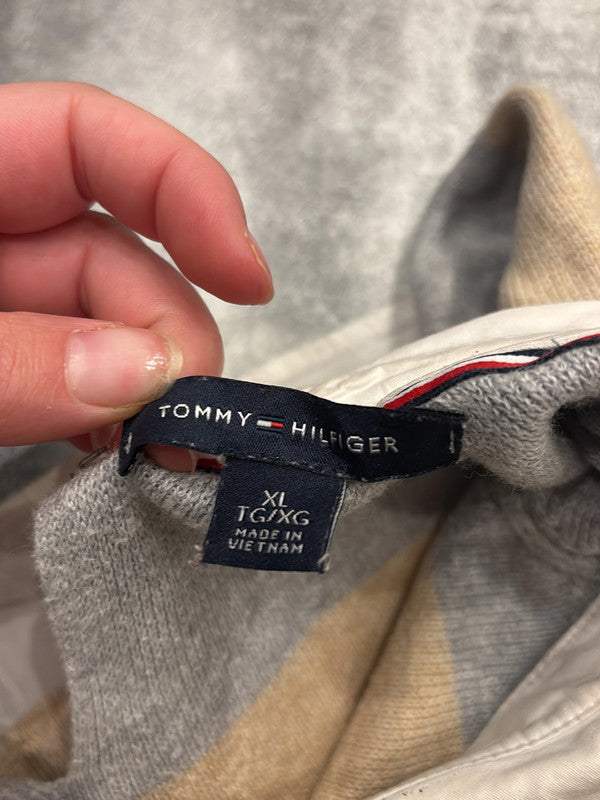 TOMMY HILFIGER
XL
TG/XG
MADE IN
VIETNAM